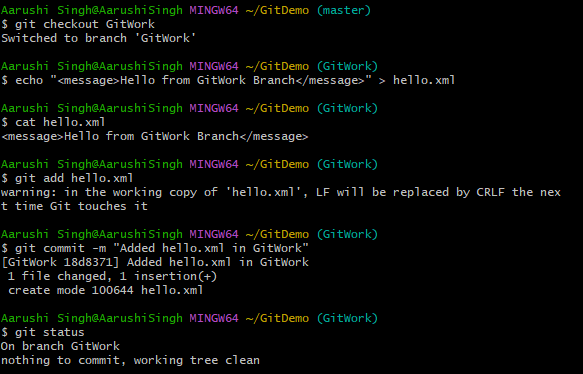 Aarushi Singh@AarushiSingh MINGW64 ~/GitDemo (master)
$ git checkout GitWork
Switched to branch 'GitWork'
Aarushi Singh@AarushiSingh MINGW64 ~/GitDemo (GitWork)
$ echo "<message>Hello from GitWork Branch</message>" > hello.xml
Aarushi Singh@AarushiSingh MINGW64 ~/GitDemo (GitWork)
$ cat hello.xml
<message>Hello from GitWork Branch</message>
Aarushi Singh@AarushiSingh MINGW64 ~/GitDemo (GitWork)
$ git add hello.xml
warning: in the working copy of 'hello.xml', LF will be replaced by CRLF the nex
t time Git touches it
Aarushi Singh@AarushiSingh MINGW64 ~/GitDemo (GitWork)
$ git commit -m "Added hello.xml in GitWork"
[GitWork 18d8371] Added hello.xml in GitWork
 1 file changed, 1 insertion(+)
 create mode 100644 hello.xml
Aarushi Singh@AarushiSingh MINGW64 ~/GitDemo (GitWork)
$ git status
On branch GitWork
nothing to commit, working tree clean